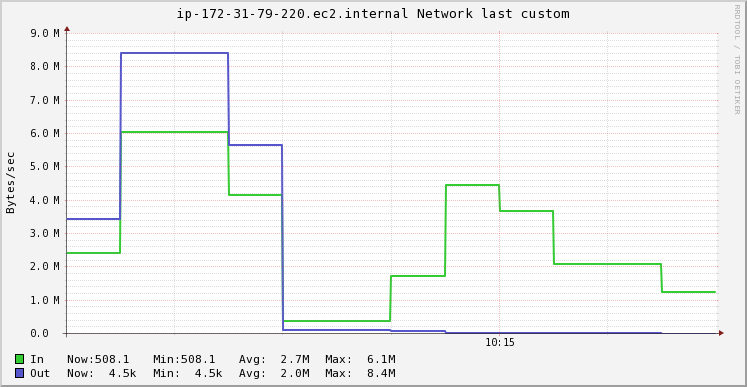 ip-172-31-79-220.ec2.internal Network last custom
RRDTOOL / TOBI OETIKER
Bytes/sec
9.0 M
8.0 M
7.0 M
6.0 M
5.0 M
4.0 M
3.0 M
2.0 M
1.0 M
0.0
10:15
In Now:508.1 Min:508.1 Avg: 2.7M Max: 6.1M
Out Now: 4.5k Min: 4.5k Avg: 2.0M Max: 8.4M